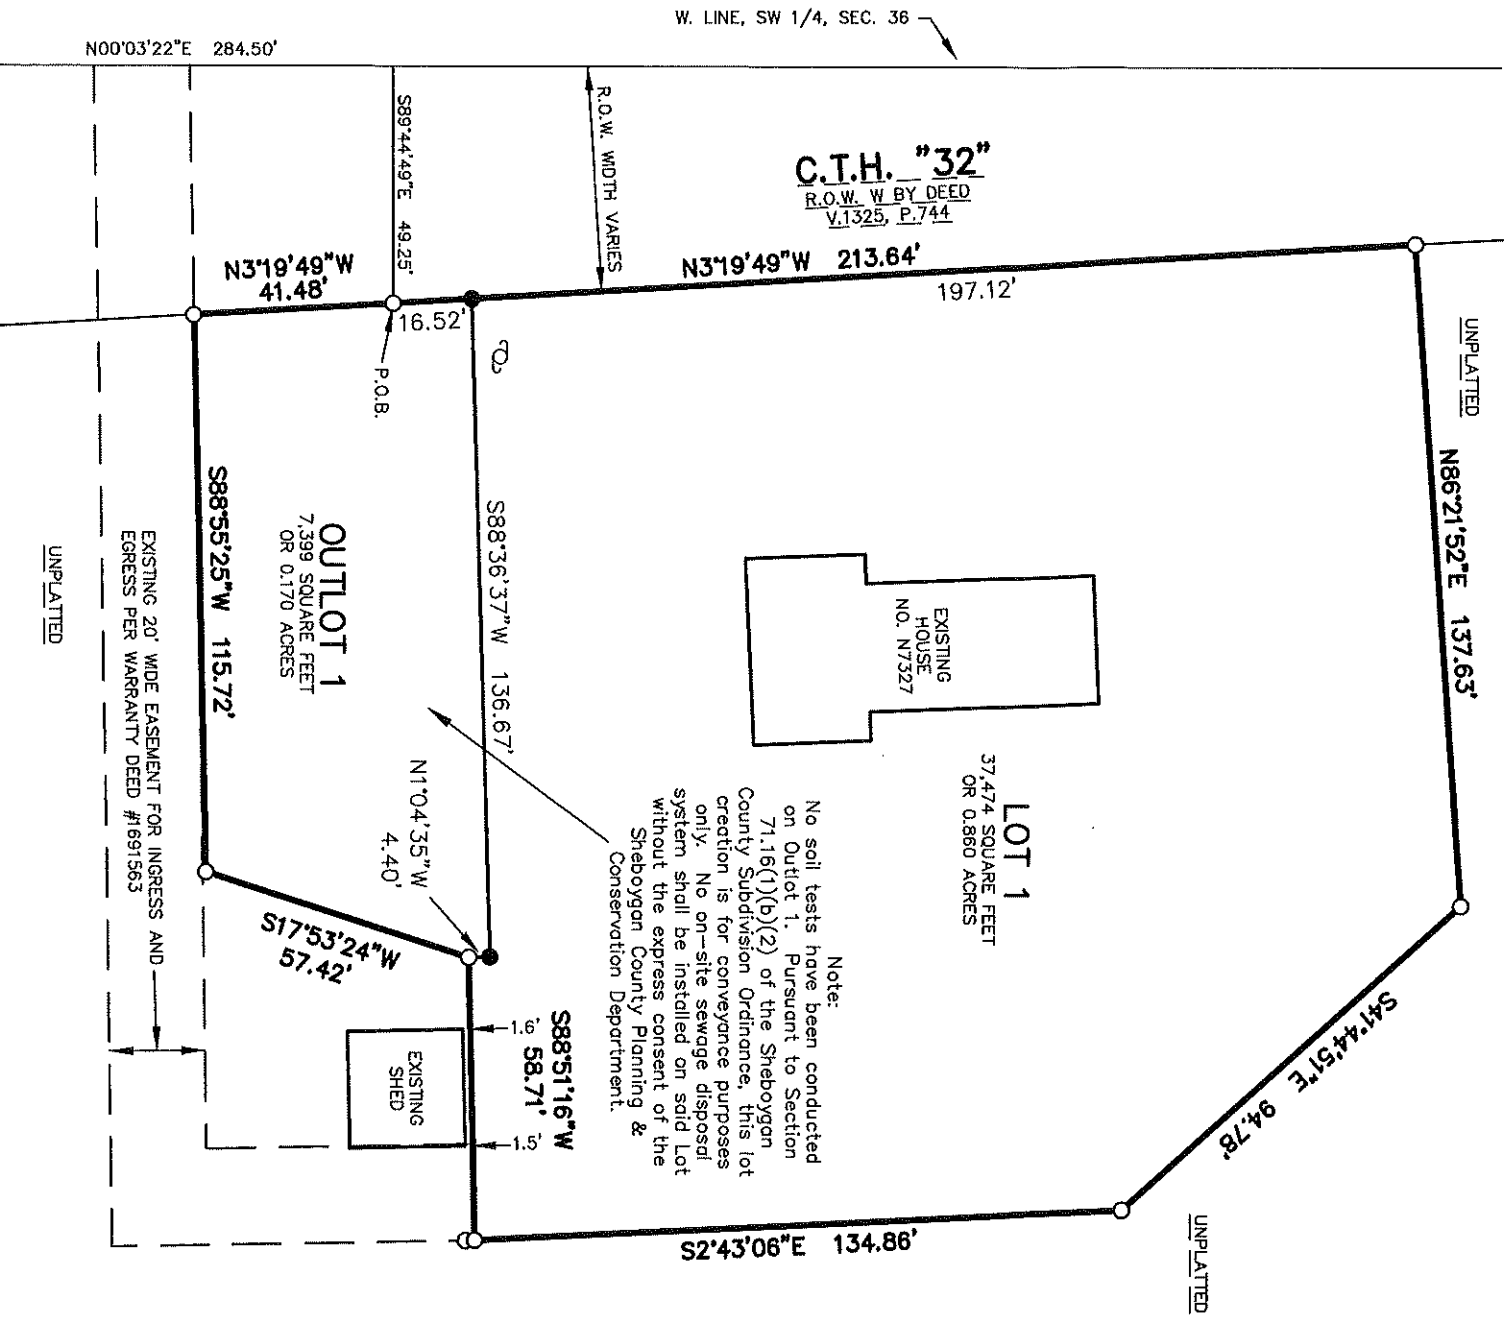 W. LINE, SW 1/4, SEC. 36
N00°03'22"E 284.50'
S89°44'49"E 49.25'
R.O.W. WIDTH VARIES
C.T.H. "32"
R.O.W. W BY DEED
V.1325, P.744
N3°19'49"W
41.48'
N3°19'49"W 213.64'
197.12'
16.52'
P.O.B.
UNPLATTED
N86°21'52"E 137.63'
S88°36'37"W 136.67'
EXISTING
HOUSE
NO. N7327
LOT 1
37,474 SQUARE FEET
OR 0.860 ACRES
OUTLOT 1
7,399 SQUARE FEET
OR 0.170 ACRES
S88°55'25"W 115.72'
UNPLATTED
EXISTING 20' WIDE EASEMENT FOR INGRESS AND
EGRESS PER WARRANTY DEED #1691563
N1°04'35"W
4.40'
Note:
No soil tests have been conducted
on Outlot 1. Pursuant to Section
71.16(1)(b)(2) of the Sheboygan
County Subdivision Ordinance, this lot
creation is for conveyance purposes
only. No on-site sewage disposal
system shall be installed on said Lot
without the express consent of the
Sheboygan County Planning &
Conservation Department.
S17°53'24"W
57.42'
S88°51'16"W
58.71'
1.6'
1.5'
EXISTING
SHED
S41°44'51"E 94.78'
S2°43'06"E 134.86'
UNPLATTED